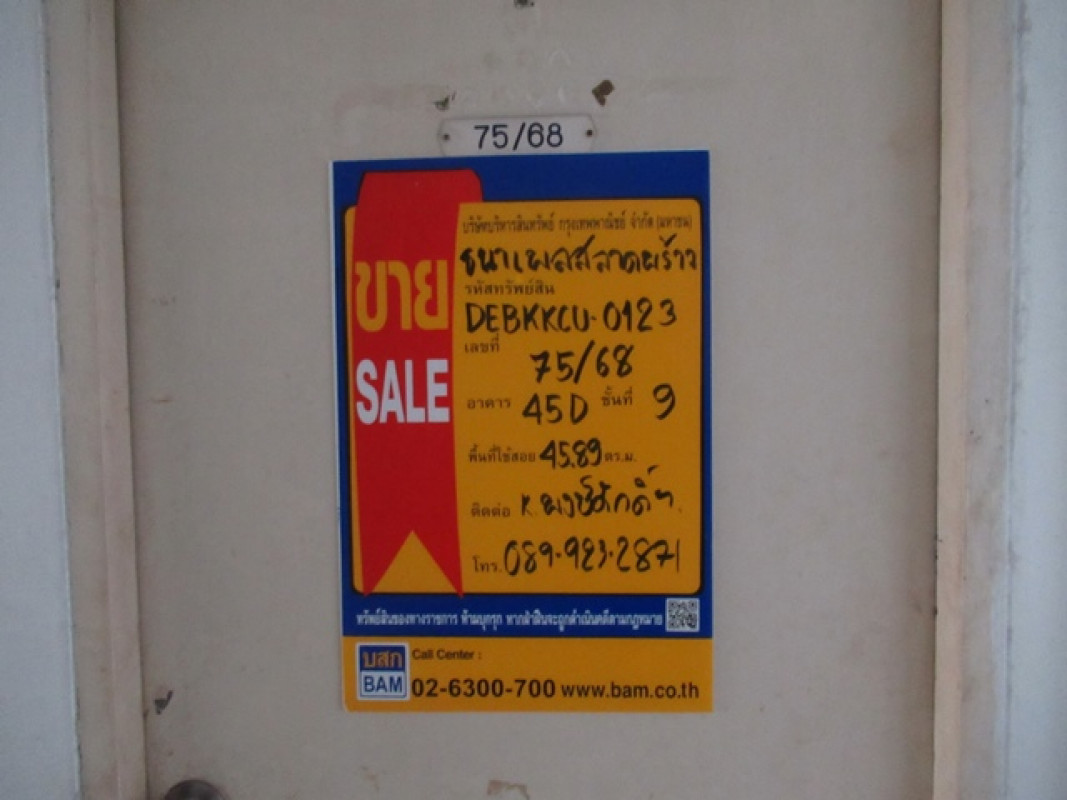 75/68
บริษัทบริหารสินทรัพย์ กรุงเทพพาณิชย์ จำกัด (มหาชน)
ขาย
SALE
ธนาเพลสลาดพร้าว
รหัสทรัพย์สิน
DEBKKCU-0123
เลขที่
75/68
อาคาร 45D ชั้นที่ 9
พื้นที่ใช้สอย 45.89 ตร.ม.
ติดต่อ K.พงษ์ศักดิ์ฯ.
โทร. 089-923-2871
ทรัพย์สินของทางราชการ ห้ามบุกรุก หากฝ่าฝืนจะถูกดำเนินคดีตามกฎหมาย
บสก
BAM
Call Center :
02-6300-700 www.bam.co.th